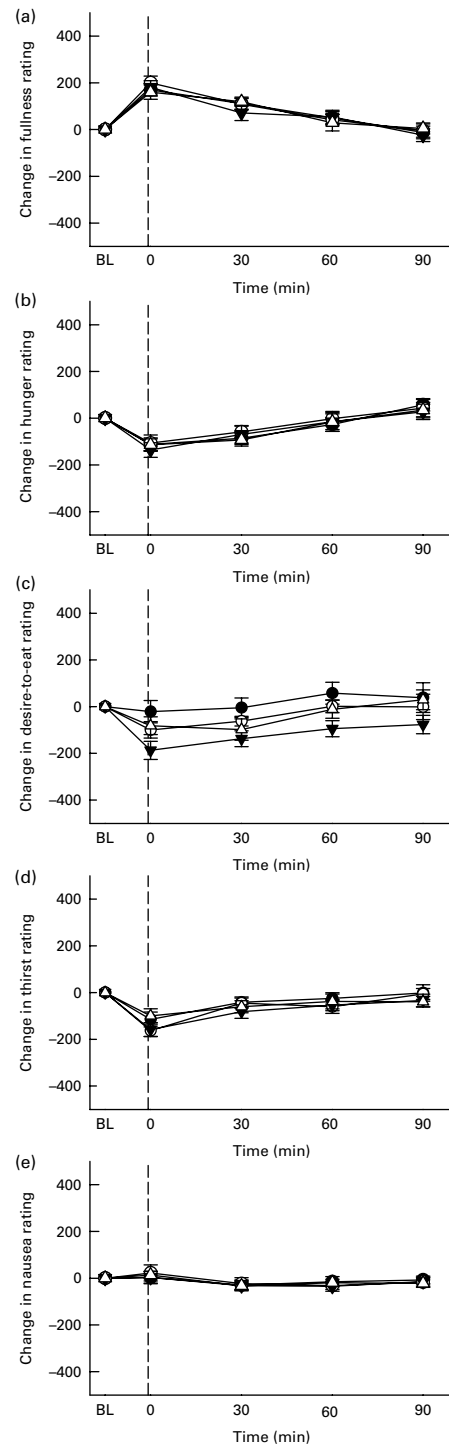 (a)
400
200
0
−200
−400
Change in fullness rating
BL 0 30 60 90
Time (min)
(b)
400
200
0
−200
−400
Change in hunger rating
BL 0 30 60 90
Time (min)
(c)
400
200
0
−200
−400
Change in desire-to-eat rating
BL 0 30 60 90
Time (min)
(d)
400
200
0
−200
−400
Change in thirst rating
BL 0 30 60 90
Time (min)
(e)
400
200
0
−200
−400
Change in nausea rating
BL 0 30 60 90
Time (min)